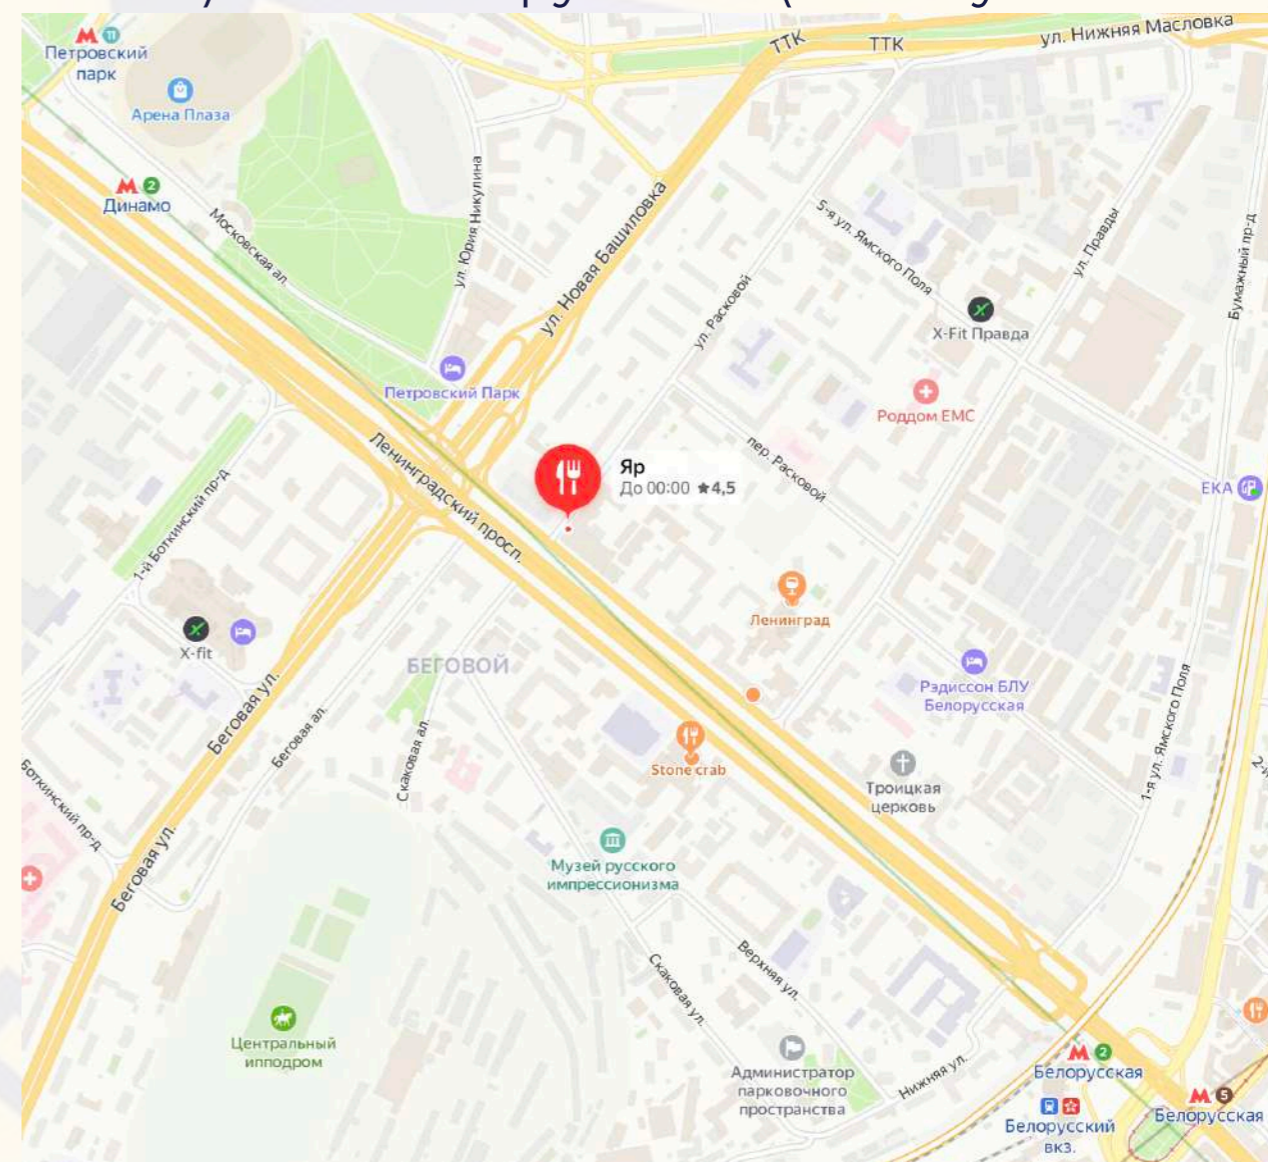 ТТК
ТТК
ул. Нижняя Масловка
11
Петровский
парк
Арена Плаза
2
Динамо
Московская ал.
ул. Юрия Никулина
ул. Новая Башиловка
5-я ул. Ямского Поля
ул. Правды
Бумажный пр-д
ул. Расковой
X-Fit Правда
Петровский Парк
Роддом ЕМС
пер. Расковой
Ленинградский просп.
Яр
До 00:00 ★4,5
ЕКА
1-й Боткинский пр-д
Ленинград
X-fit
БЕГОВОЙ
Рэдиссон БЛУ
Белорусская
Беговая ул.
Беговая ал.
Скаковая ал.
Stone crab
1-я ул. Ямского Поля
Троицкая
церковь
Боткинский пр-д
Беговая ул.
Музей русского
импрессионизма
Скаковая ул.
Верхняя ул.
Центральный
ипподром
Администратор
парковочного
пространства
Нижняя ул.
2
Белорусская
5
Белорусская
Белорусский
вкз.